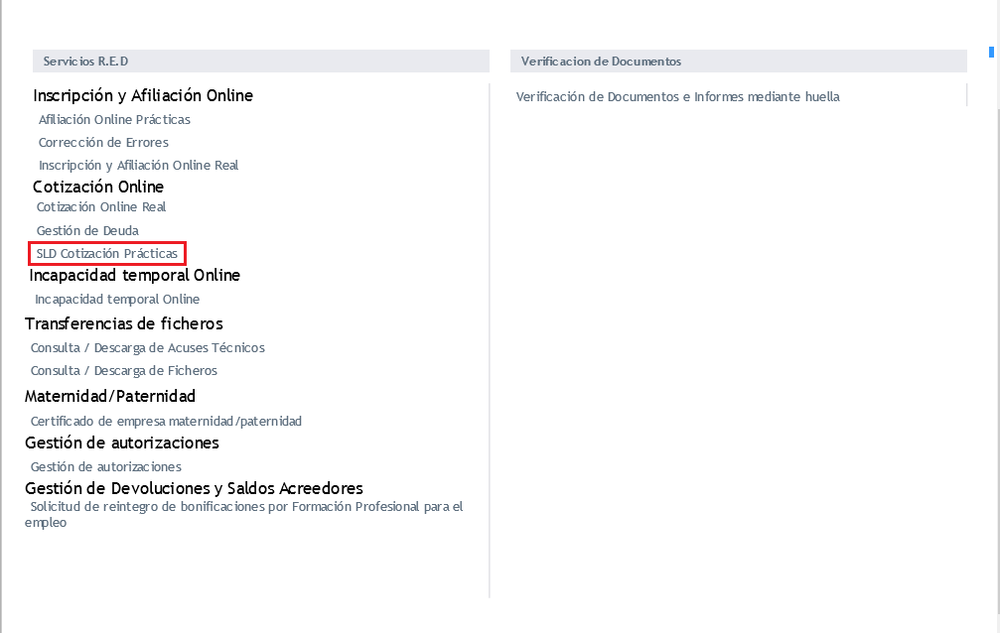 Servicios R.E.D
Inscripción y Afiliación Online
Afiliación Online Prácticas
Corrección de Errores
Inscripción y Afiliación Online Real
Cotización Online
Cotización Online Real
Gestión de Deuda
SLD Cotización Prácticas
Incapacidad temporal Online
Incapacidad temporal Online
Transferencias de ficheros
Consulta / Descarga de Acuses Técnicos
Consulta / Descarga de Ficheros
Maternidad/Paternidad
Certificado de empresa maternidad/paternidad
Gestión de autorizaciones
Gestión de autorizaciones
Gestión de Devoluciones y Saldos Acreedores
Solicitud de reintegro de bonificaciones por Formación Profesional para el
empleo
Verificacion de Documentos
Verificación de Documentos e Informes mediante huella